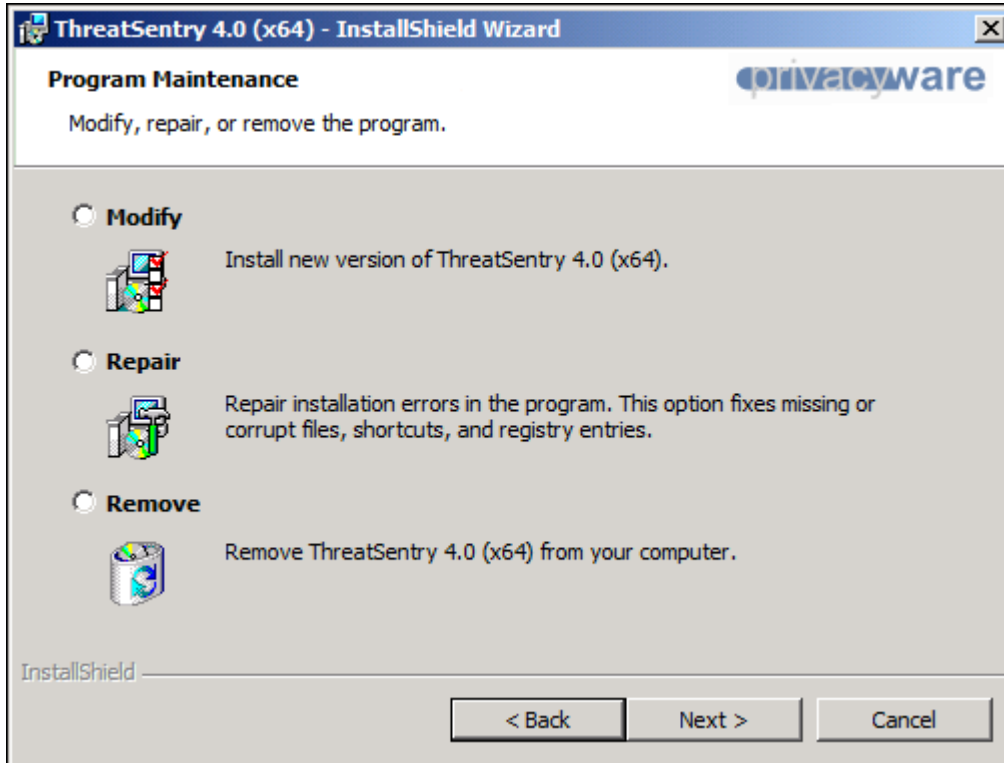 ThreatSentry 4.0 (x64) - InstallShield Wizard
Program Maintenance
privacyware
Modify, repair, or remove the program.
Modify
Install new version of ThreatSentry 4.0 (x64).
Repair
Repair installation errors in the program. This option fixes missing or
corrupt files, shortcuts, and registry entries.
Remove
Remove ThreatSentry 4.0 (x64) from your computer.
InstallShield
< Back
Next >
Cancel